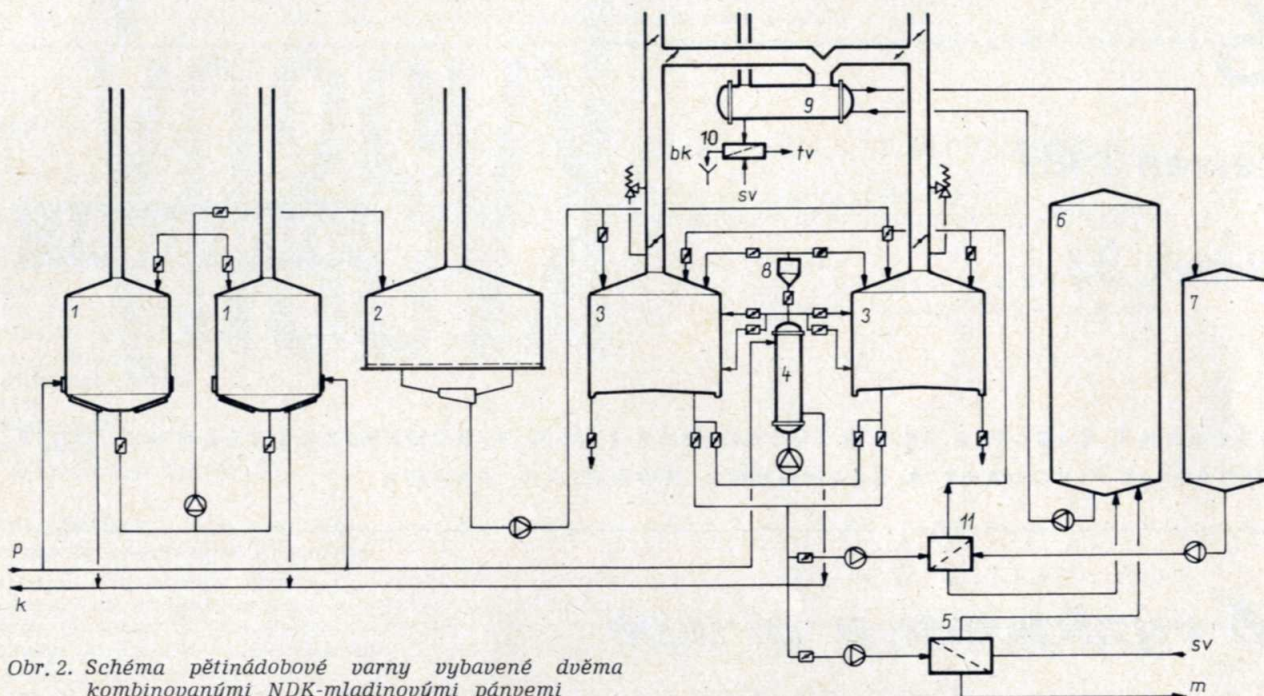 9
10
bk
tv
sv
1
1
2
3
8
3
4
6
7
11
p
k
5
sv
m
Obr. 2. Schéma pětinádobové varny vybavené dvěma
kombinovanými NDK-mladinovými pánvemi